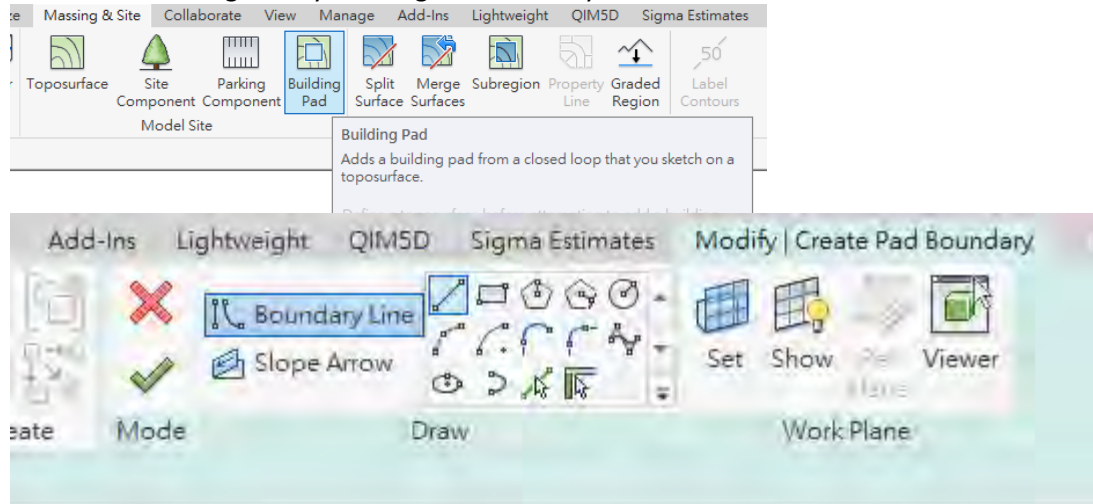 Massing & Site Collaborate View Manage Add-Ins Lightweight QIM5D Sigma Estimates
Toposurface Site Component Parking Component Building Pad Split Surface Merge Surfaces Subregion Property Line Graded Region Label Contours
50
Model Site
Building Pad
Adds a building pad from a closed loop that you sketch on a
toposurface.
Add-Ins Lightweight QIM5D Sigma Estimates Modify | Create Pad Boundary
Boundary Line
Slope Arrow
Set Show Viewer
Mode Draw Work Plane